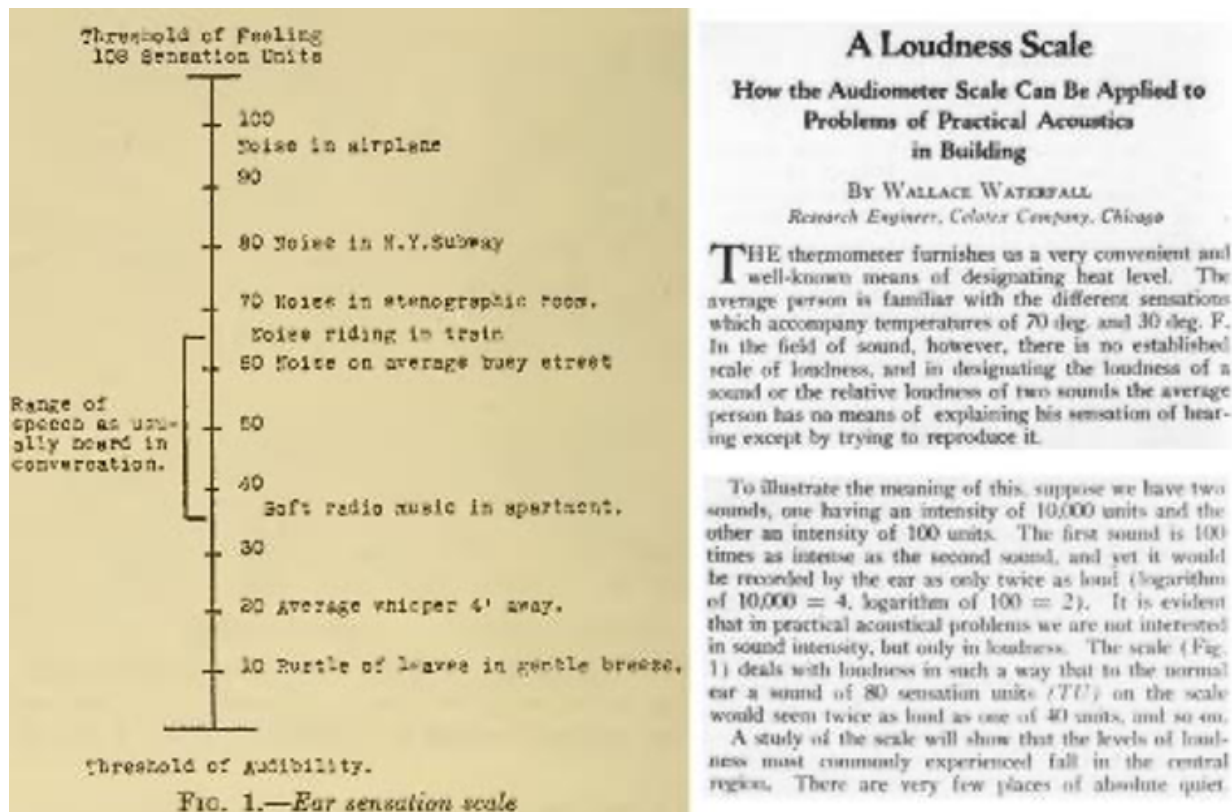 Threshold of Feeling
108 Sensation Units
100
Noise in airplane
90
80 Noise in N.Y.Subway
70 Noise in stenographic room.
Noise riding in train
60 Noise on average busy street
Range of
speech as usu-
ally heard in
conversation.
50
40
Soft radio music in apartment.
30
20 Average whisper 4' away.
10 Rustle of leaves in gentle breeze.
Threshold of Audibility.
FIG. 1.—Ear sensation scale
A Loudness Scale
How the Audiometer Scale Can Be Applied to
Problems of Practical Acoustics
in Building
BY WALLACE WATERFALL
Research Engineer, Celotex Company, Chicago
THE thermometer furnishes us a very convenient and
well-known means of designating heat level. The
average person is familiar with the different sensations
which accompany temperatures of 70 deg. and 30 deg. F.
In the field of sound, however, there is no established
scale of loudness, and in designating the loudness of a
sound or the relative loudness of two sounds the average
person has no means of explaining his sensation of hear-
ing except by trying to reproduce it.
To illustrate the meaning of this, suppose we have two
sounds, one having an intensity of 10,000 units and the
other an intensity of 100 units. The first sound is 100
times as intense as the second sound, and yet it would
be recorded by the ear as only twice as loud (logarithm
of 10,000 = 4, logarithm of 100 = 2). It is evident
that in practical acoustical problems we are not interested
in sound intensity, but only in loudness. The scale (Fig.
1) deals with loudness in such a way that to the normal
ear a sound of 80 sensation units (TU) on the scale
would seem twice as loud as one of 40 units, and so on.
A study of the scale will show that the levels of loud-
ness most commonly experienced fall in the central
region. There are very few places of absolute quiet